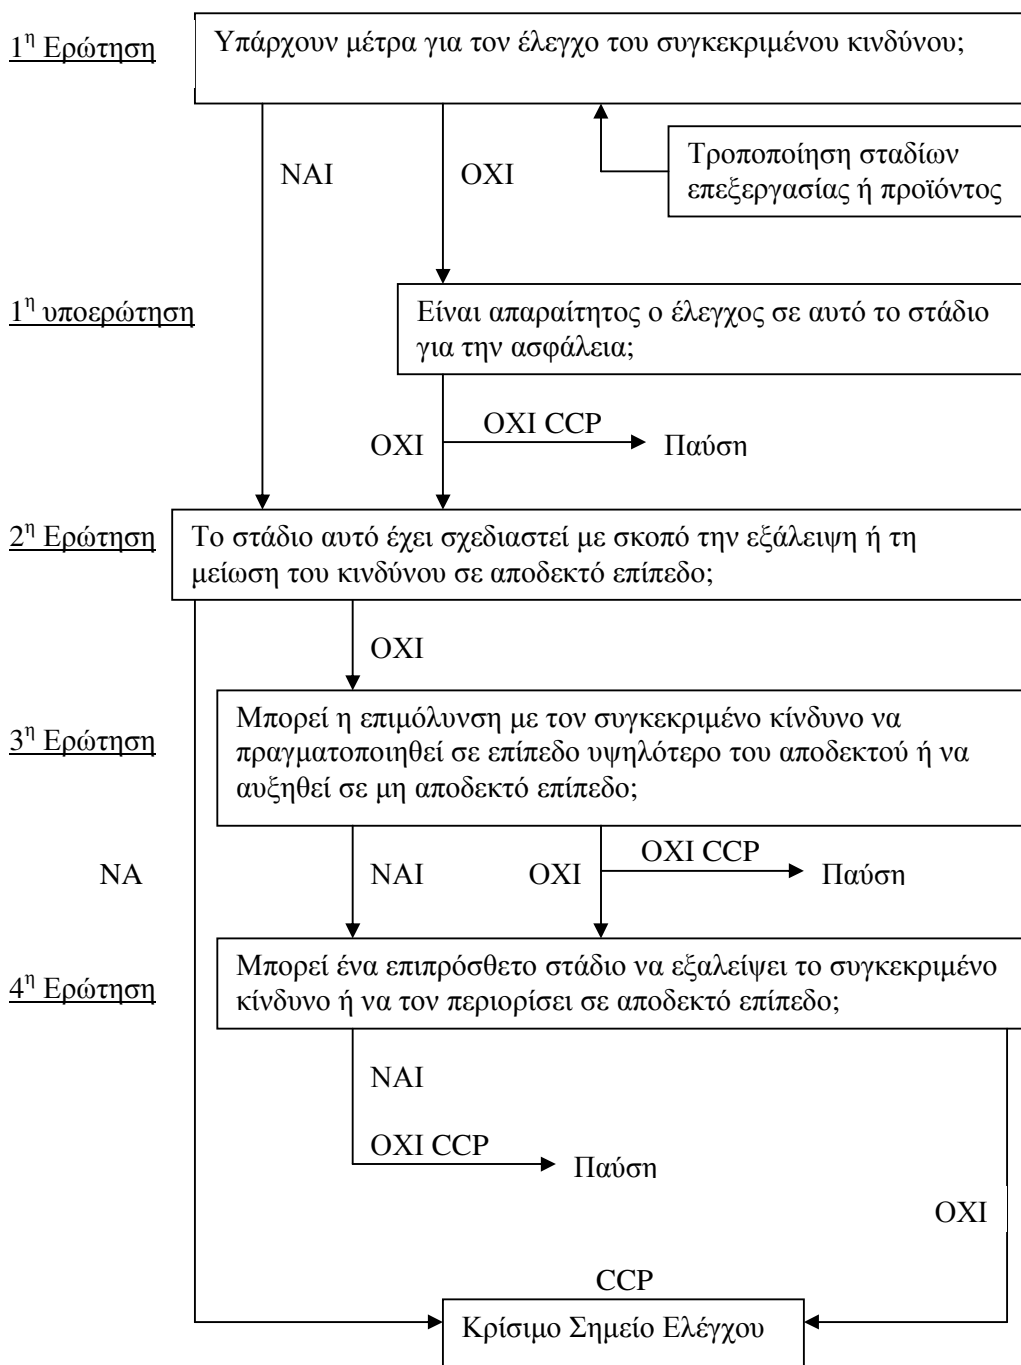 1η Ερώτηση
Υπάρχουν μέτρα για τον έλεγχο του συγκεκριμένου κινδύνου;
ΝΑΙ
ΟΧΙ
Τροποποίηση σταδίων
επεξεργασίας ή προϊόντος
1η υποερώτηση
Είναι απαραίτητος ο έλεγχος σε αυτό το στάδιο
για την ασφάλεια;
ΟΧΙ
ΟΧΙ CCP
Παύση
2η Ερώτηση
Το στάδιο αυτό έχει σχεδιαστεί με σκοπό την εξάλειψη ή τη
μείωση του κινδύνου σε αποδεκτό επίπεδο;
ΟΧΙ
3η Ερώτηση
Μπορεί η επιμόλυνση με τον συγκεκριμένο κίνδυνο να
πραγματοποιηθεί σε επίπεδο υψηλότερο του αποδεκτού ή να
αυξηθεί σε μη αποδεκτό επίπεδο;
ΝΑ
ΝΑΙ
ΟΧΙ
ΟΧΙ CCP
Παύση
4η Ερώτηση
Μπορεί ένα επιπρόσθετο στάδιο να εξαλείψει το συγκεκριμένο
κίνδυνο ή να τον περιορίσει σε αποδεκτό επίπεδο;
ΝΑΙ
ΟΧΙ CCP
Παύση
ΟΧΙ
CCP
Κρίσιμο Σημείο Ελέγχου